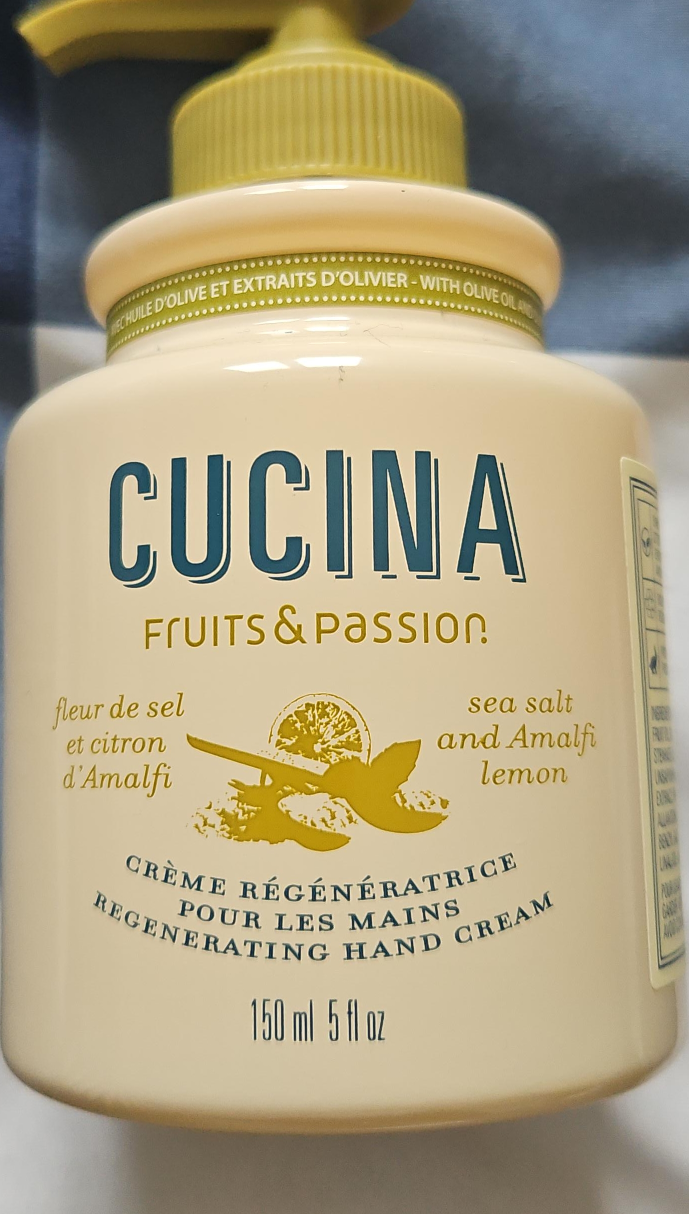 HUILE D'OLIVE ET EXTRAITS D'OLIVIER - WITH OLIVE OIL
CUCINA
FRUITS & PASSION
fleur de sel
et citron
d'Amalfi
sea salt
and Amalfi
lemon
CRÈME RÉGÉNÉRATRICE
POUR LES MAINS
REGENERATING HAND CREAM
150 ml 5 fl oz